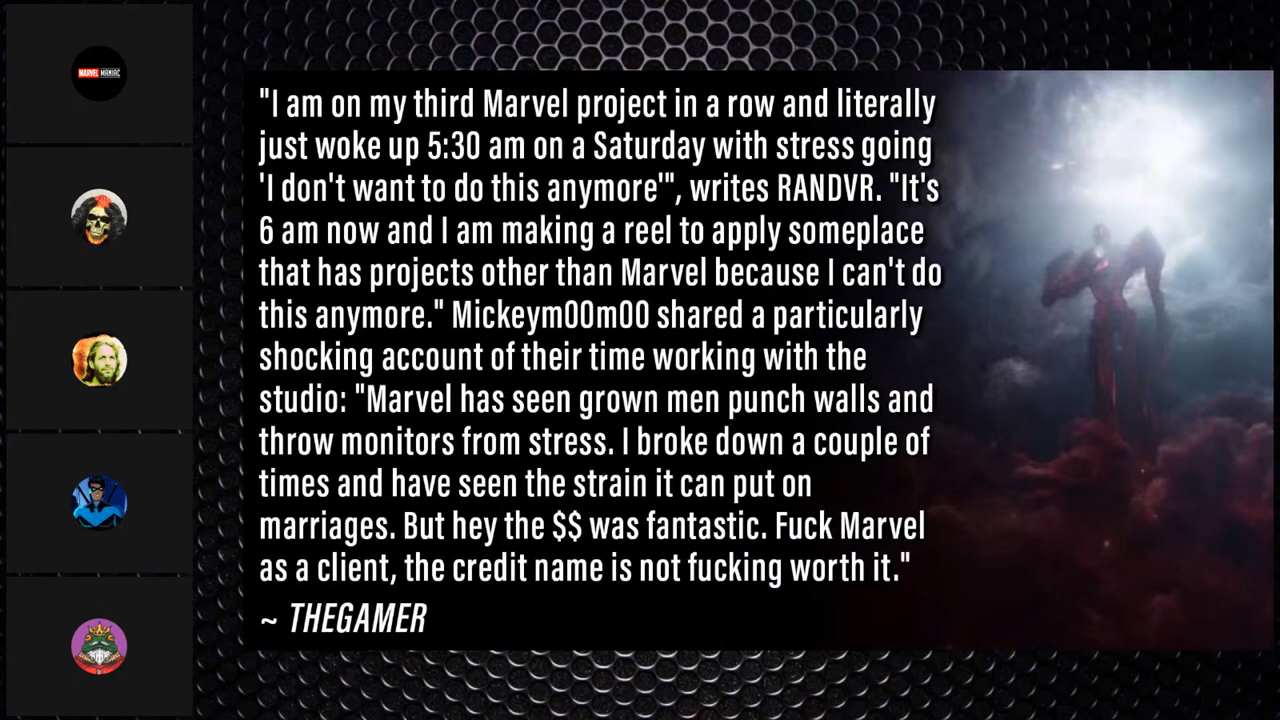 MARVEL MANIAC
"I am on my third Marvel project in a row and literally
just woke up 5:30 am on a Saturday with stress going
'I don't want to do this anymore'", writes RANDVR. "It's
6 am now and I am making a reel to apply someplace
that has projects other than Marvel because I can't do
this anymore." Mickeym00m00 shared a particularly
shocking account of their time working with the
studio: "Marvel has seen grown men punch walls and
throw monitors from stress. I broke down a couple of
times and have seen the strain it can put on
marriages. But hey the $$ was fantastic. Fuck Marvel
as a client, the credit name is not fucking worth it."
~ THEGAMER